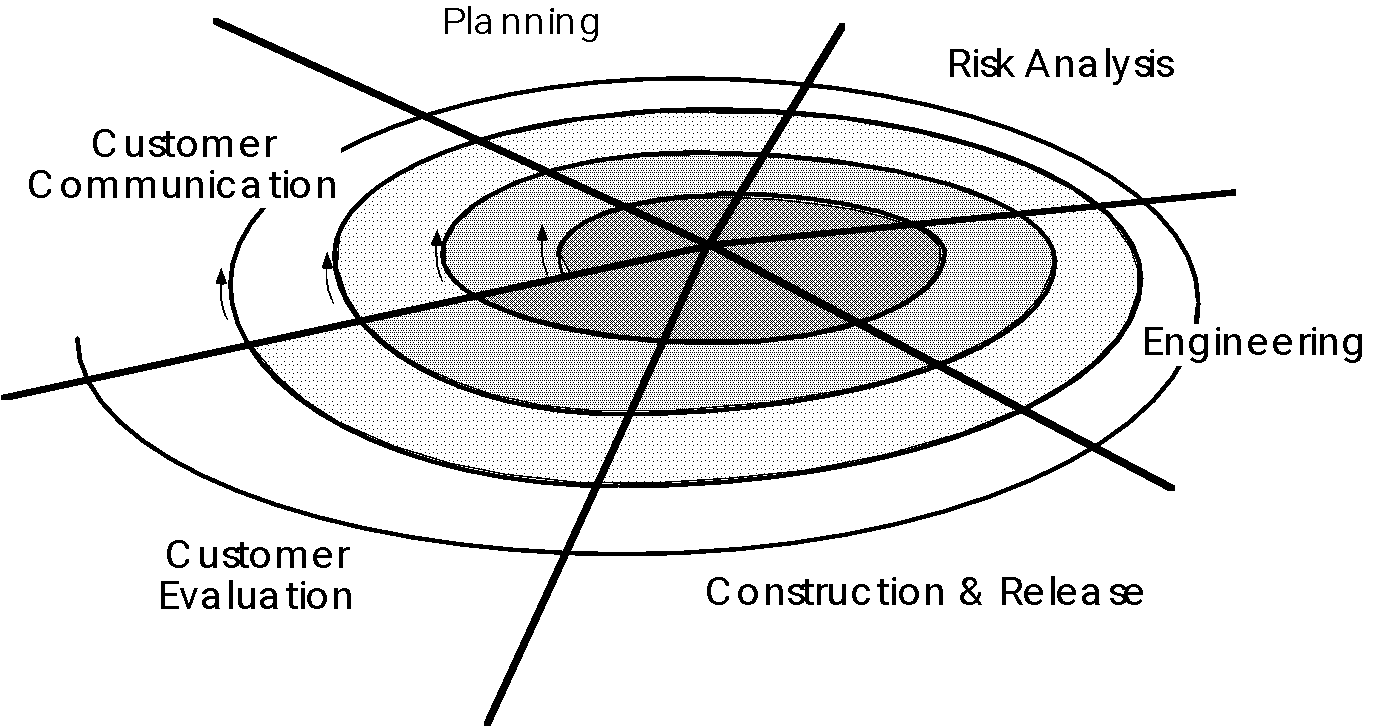 Planning
Risk Analysis
Customer
Communication
Engineering
Customer
Evaluation
Construction & Release